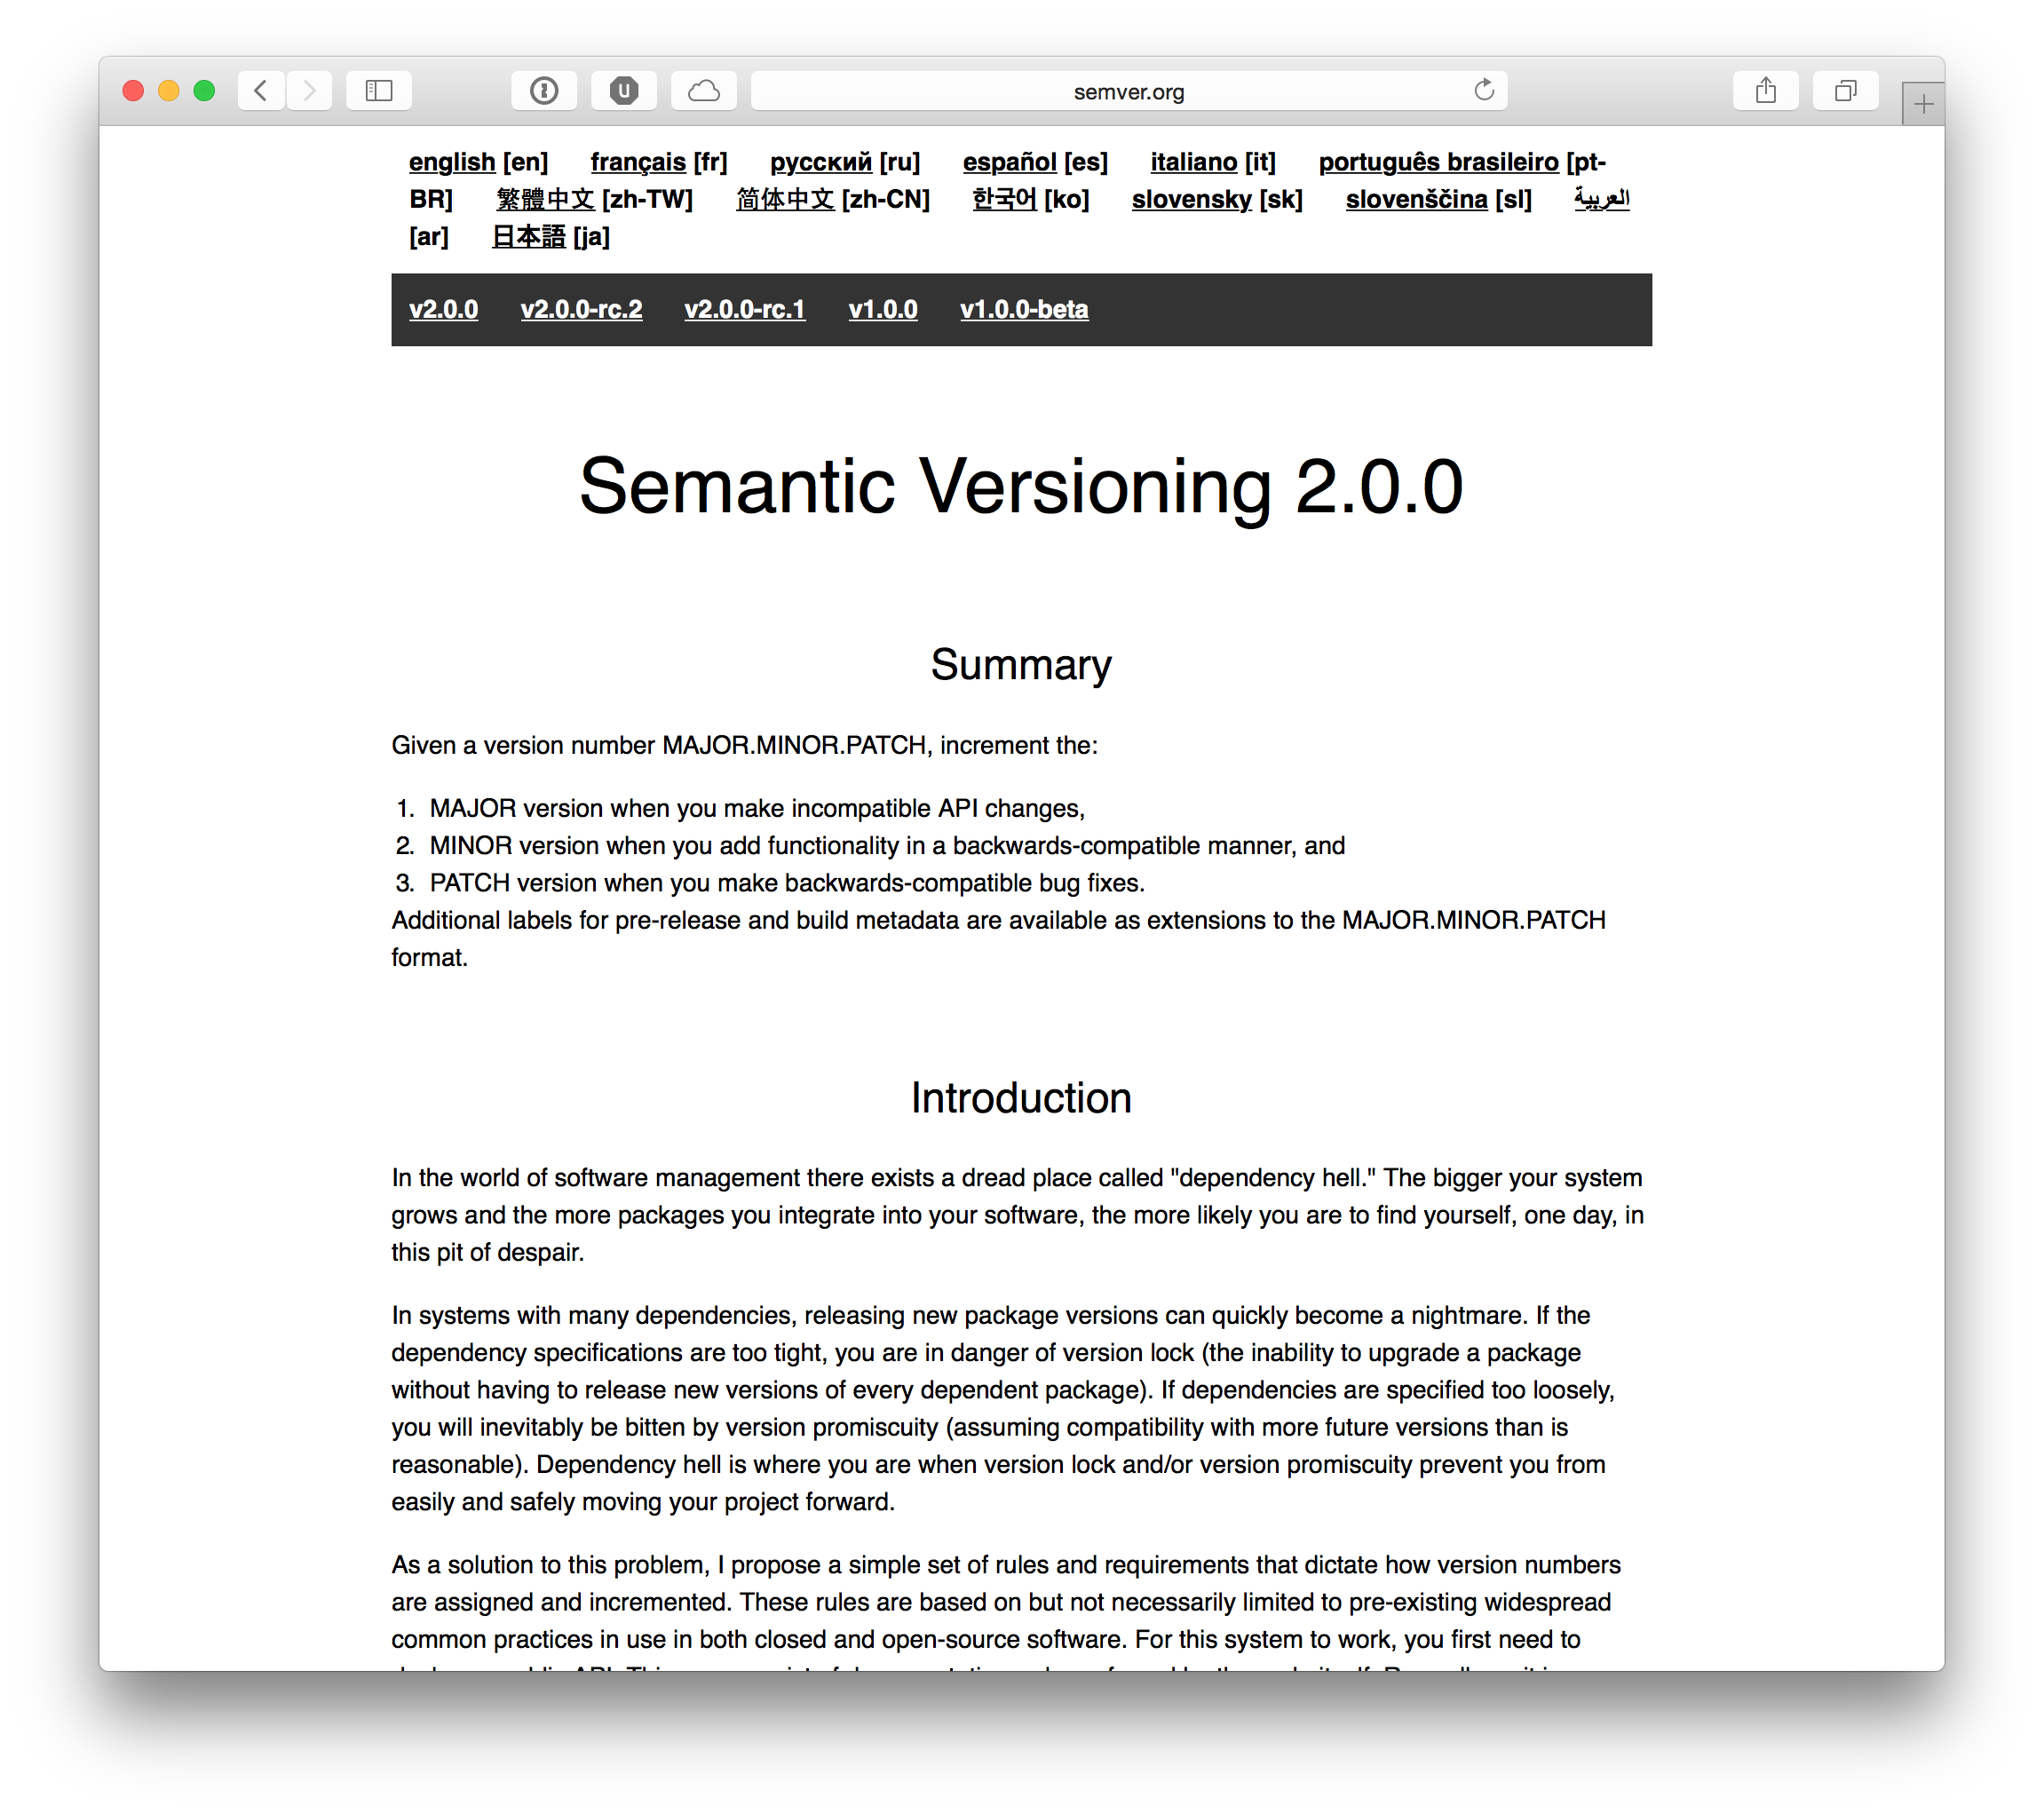 semver.org
english [en] français [fr] русский [ru] español [es] italiano [it] português brasileiro [pt-
BR] 繁體中文 [zh-TW] 简体中文 [zh-CN] 한국어 [ko] slovensky [sk] slovenščina [sl] العربية
[ar] 日本語 [ja]
v2.0.0 v2.0.0-rc.2 v2.0.0-rc.1 v1.0.0 v1.0.0-beta
Semantic Versioning 2.0.0
Summary
Given a version number MAJOR.MINOR.PATCH, increment the:
1. MAJOR version when you make incompatible API changes,
2. MINOR version when you add functionality in a backwards-compatible manner, and
3. PATCH version when you make backwards-compatible bug fixes.
Additional labels for pre-release and build metadata are available as extensions to the MAJOR.MINOR.PATCH
format.
Introduction
In the world of software management there exists a dread place called "dependency hell." The bigger your system
grows and the more packages you integrate into your software, the more likely you are to find yourself, one day, in
this pit of despair.
In systems with many dependencies, releasing new package versions can quickly become a nightmare. If the
dependency specifications are too tight, you are in danger of version lock (the inability to upgrade a package
without having to release new versions of every dependent package). If dependencies are specified too loosely,
you will inevitably be bitten by version promiscuity (assuming compatibility with more future versions than is
reasonable). Dependency hell is where you are when version lock and/or version promiscuity prevent you from
easily and safely moving your project forward.
As a solution to this problem, I propose a simple set of rules and requirements that dictate how version numbers
are assigned and incremented. These rules are based on but not necessarily limited to pre-existing widespread
common practices in use in both closed and open-source software. For this system to work, you first need to